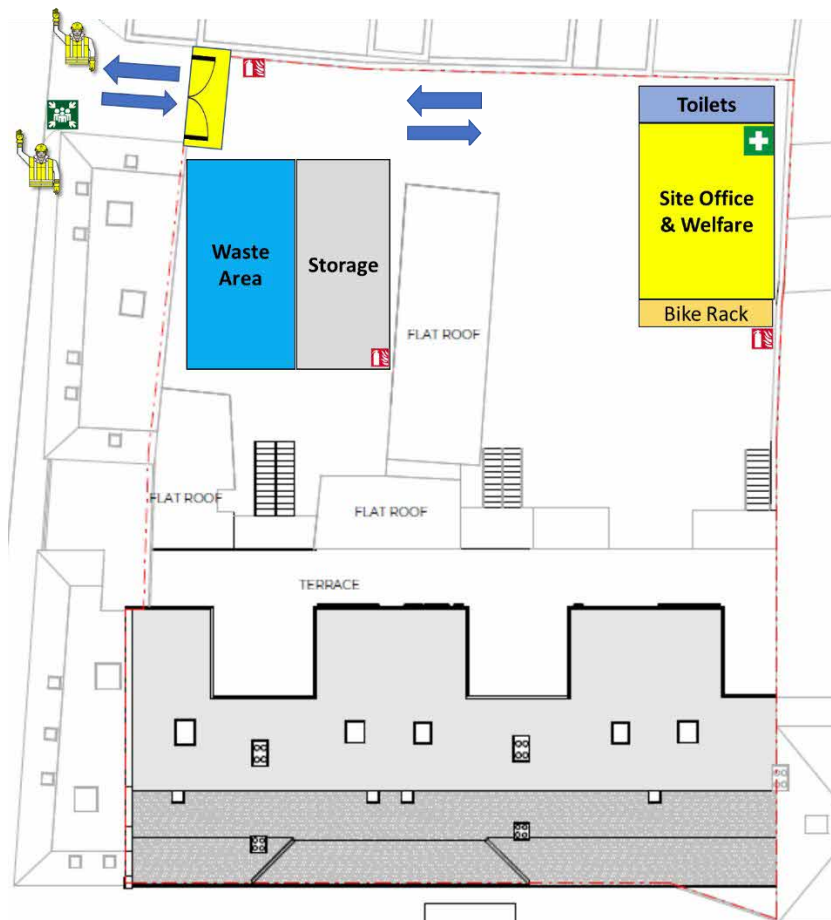 Toilets
Site Office
& Welfare
Waste
Area
Storage
Bike Rack
FLAT ROOF
FLAT ROOF
FLAT ROOF
TERRACE